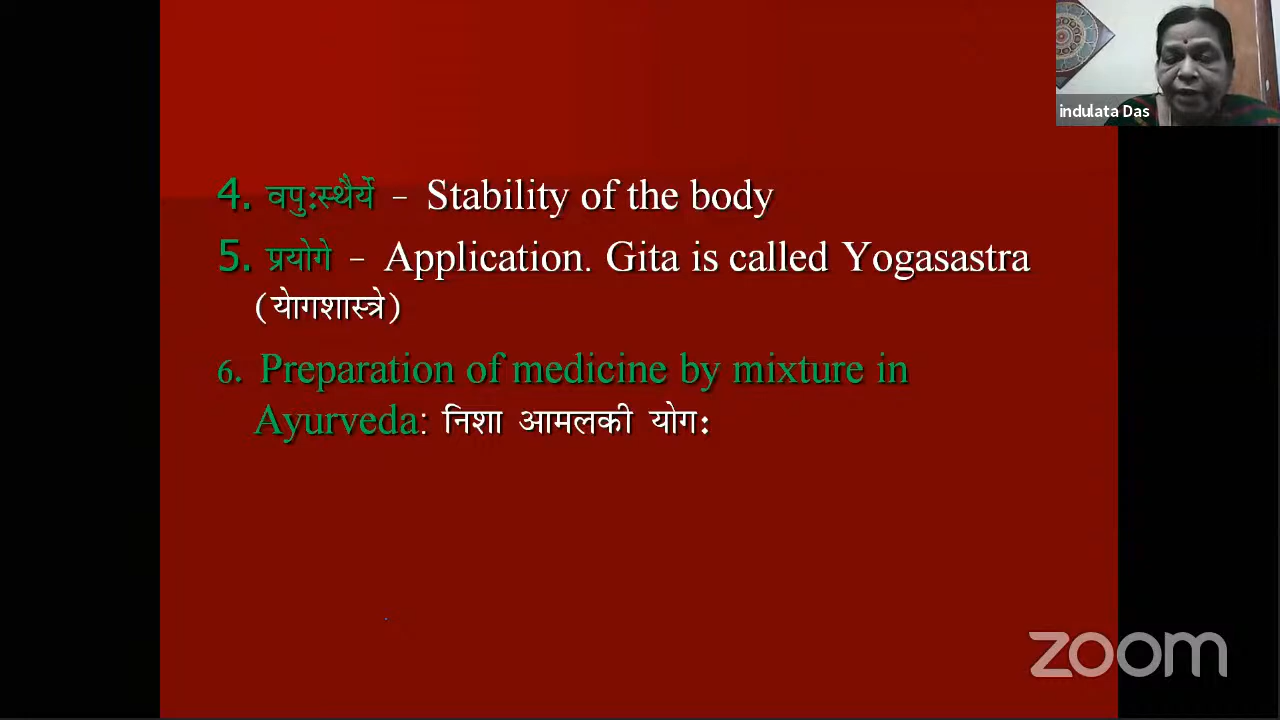 indulata Das
4. वपुःस्थैर्ये – Stability of the body
5. प्रयोगे – Application. Gita is called Yogasastra
(योगशास्त्रे)
6. Preparation of medicine by mixture in
Ayurveda: निशा आमलकी योगः
zoom